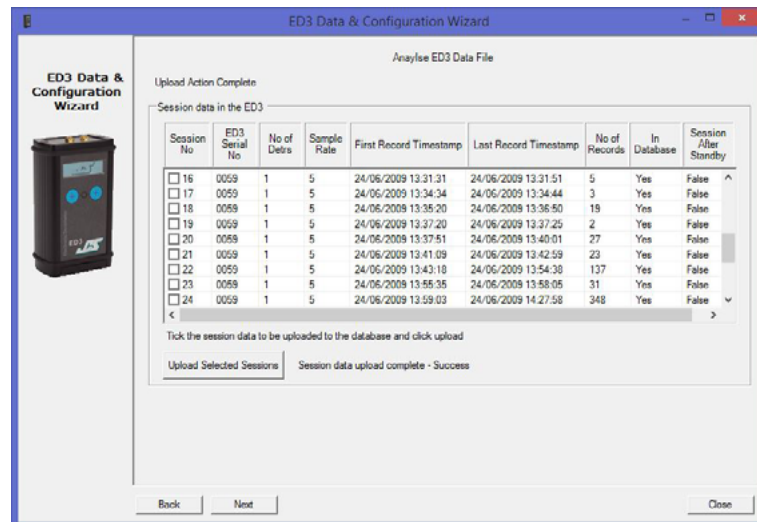 ED3 Data & Configuration Wizard
Anaylse ED3 Data File
ED3 Data &
Configuration
Wizard
Upload Action Complete
Session data in the ED3
Session No ED3 Serial No No of Detrs Sample Rate First Record Timestamp Last Record Timestamp No of Records In Database Session After Standby
16 0059 1 5 24/06/2009 13:31:31 24/06/2009 13:31:51 5 Yes False
17 0059 1 5 24/06/2009 13:34:34 24/06/2009 13:34:44 3 Yes False
18 0059 1 5 24/06/2009 13:35:20 24/06/2009 13:36:50 19 Yes False
19 0059 1 5 24/06/2009 13:37:20 24/06/2009 13:37:25 2 Yes False
20 0059 1 5 24/06/2009 13:37:51 24/06/2009 13:40:01 27 Yes False
21 0059 1 5 24/06/2009 13:41:09 24/06/2009 13:42:59 23 Yes False
22 0059 1 5 24/06/2009 13:43:18 24/06/2009 13:54:38 137 Yes False
23 0059 1 5 24/06/2009 13:55:35 24/06/2009 13:58:05 31 Yes False
24 0059 1 5 24/06/2009 13:59:03 24/06/2009 14:27:58 348 Yes False
ED3
Tick the session data to be uploaded to the database and click upload
Upload Selected Sessions Session data upload complete - Success
Back Next Close